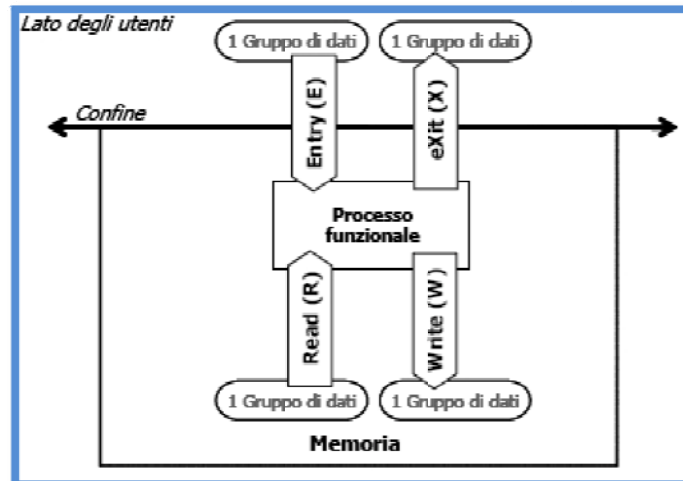 Lato degli utenti
1 Gruppo di dati
1 Gruppo di dati
Confine
Entry (E)
eXit (X)
Processo
funzionale
Read (R)
Write (W)
1 Gruppo di dati
1 Gruppo di dati
Memoria